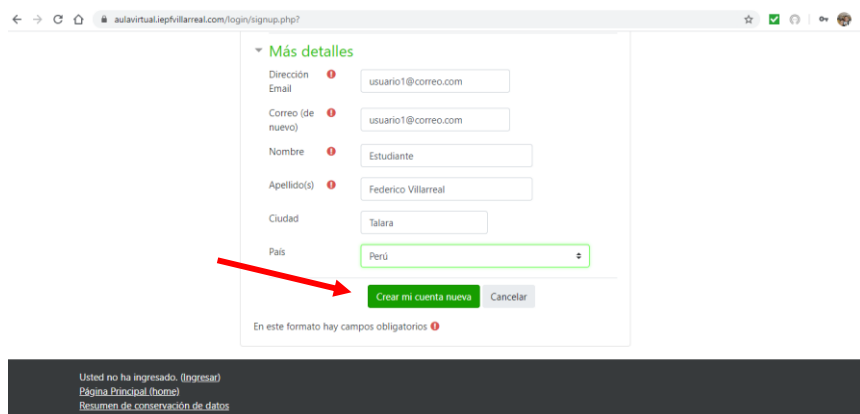 aulavirtual.iepfvillarreal.com/login/signup.php?
Más detalles
Dirección
Email
usuario1@correo.com
Correo (de
nuevo)
usuario1@correo.com
Nombre
Estudiante
Apellido(s)
Federico Villarreal
Ciudad
Talara
País
Perú
Crear mi cuenta nueva
Cancelar
En este formato hay campos obligatorios
Usted no ha ingresado. (Ingresar)
Página Principal (home)
Resumen de conservación de datos